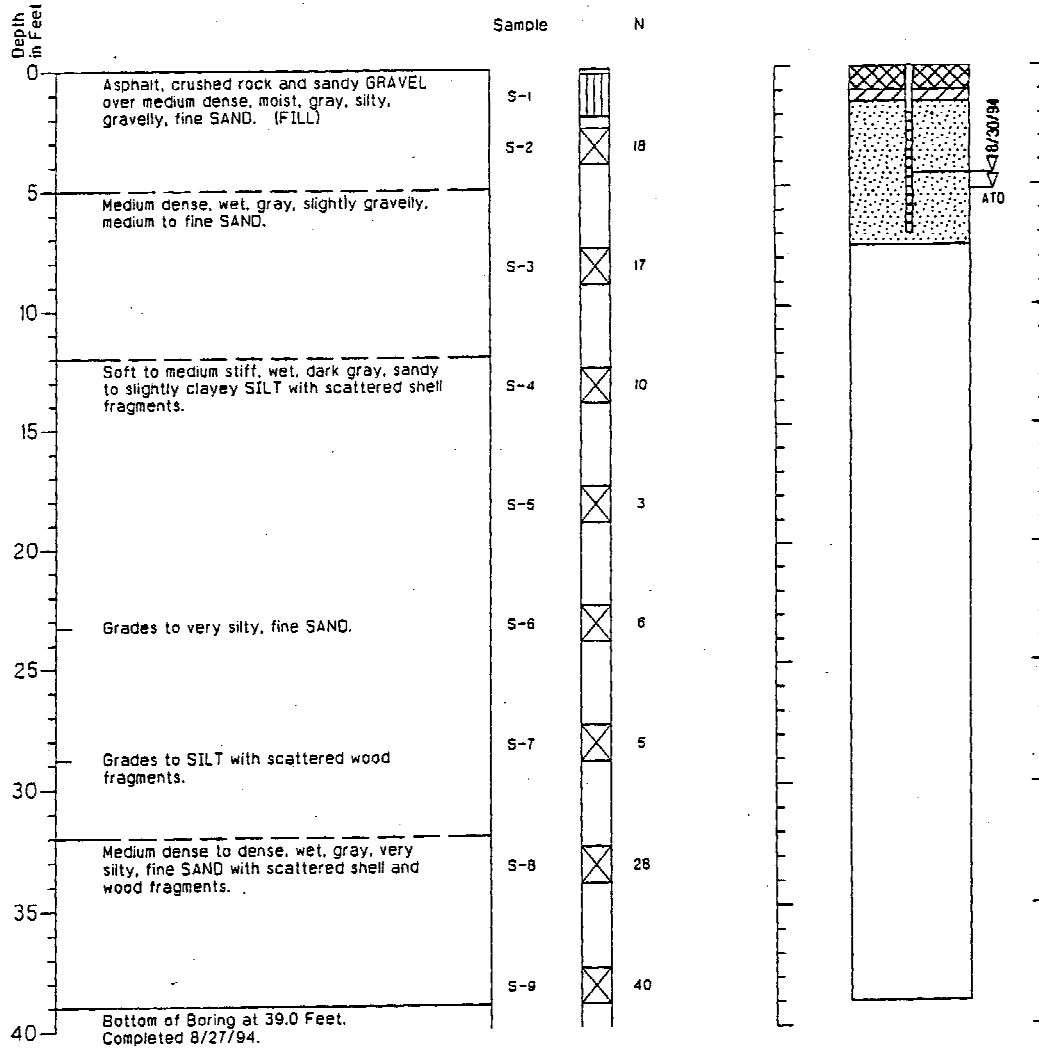 Depth
in Feet
Sample N
0
Asphalt, crushed rock and sandy GRAVEL
over medium dense, moist, gray, silty,
gravelly, fine SAND. (FILL)
S-1
S-2 18
18/30/94
ATD
5
Medium dense, wet, gray, slightly gravelly,
medium to fine SAND.
S-3 17
10
Soft to medium stiff, wet, dark gray, sandy
to slightly clayey SILT with scattered shell
fragments.
S-4 10
15
S-5 3
20
Grades to very silty, fine SAND.
S-6 6
25
Grades to SILT with scattered wood
fragments.
S-7 5
30
Medium dense to dense, wet, gray, very
silty, fine SAND with scattered shell and
wood fragments.
S-8 28
35
S-9 40
Bottom of Boring at 39.0 Feet.
Completed 8/27/94.
40